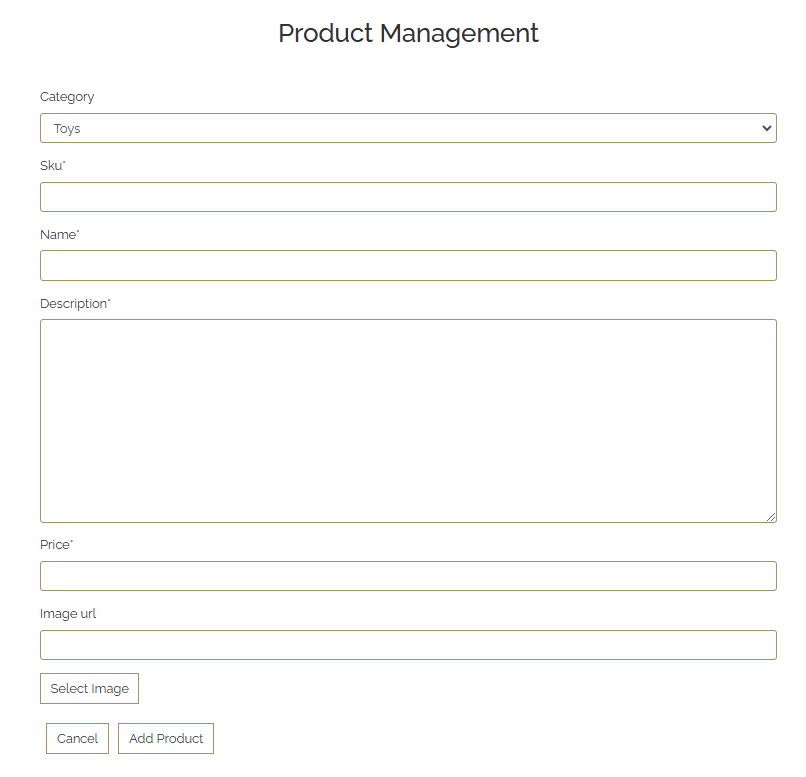 Product Management
Category
Toys
Sku*
Name*
Description*
Price*
Image url
Select Image
Cancel Add Product